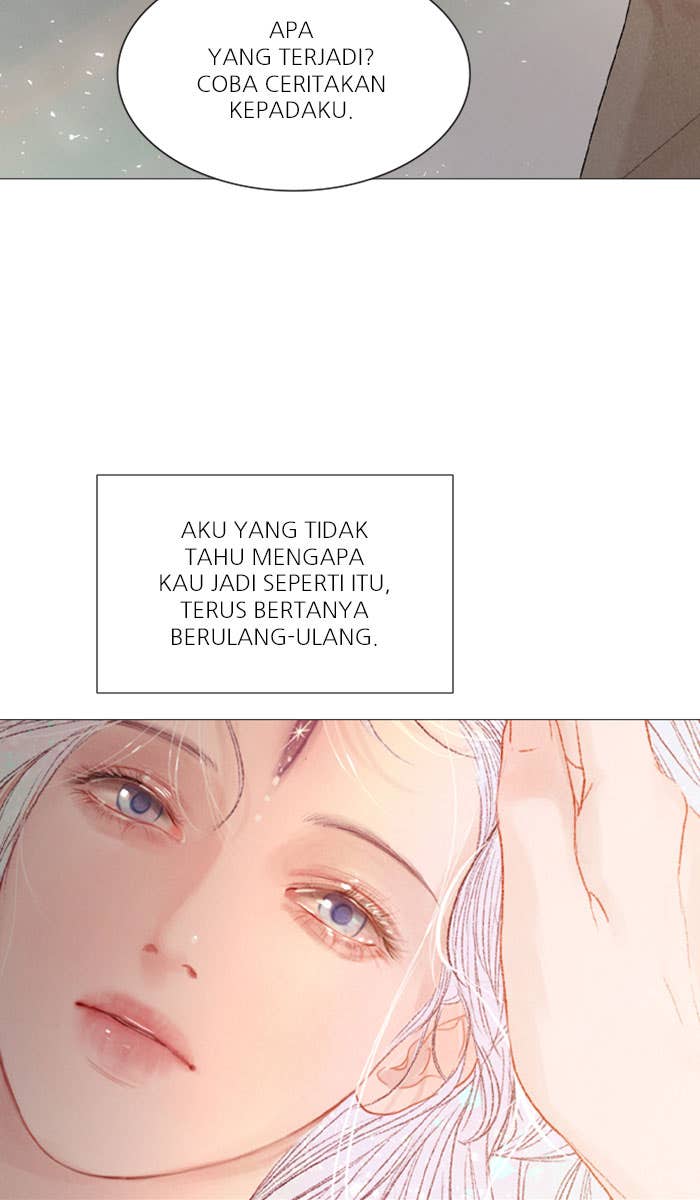 APA
YANG TERJADI?
COBA CERITAKAN
KEPADAKU.
AKU YANG TIDAK
TAHU MENGAPA
KAU JADI SEPERTI ITU,
TERUS BERTANYA
BERULANG-ULANG.